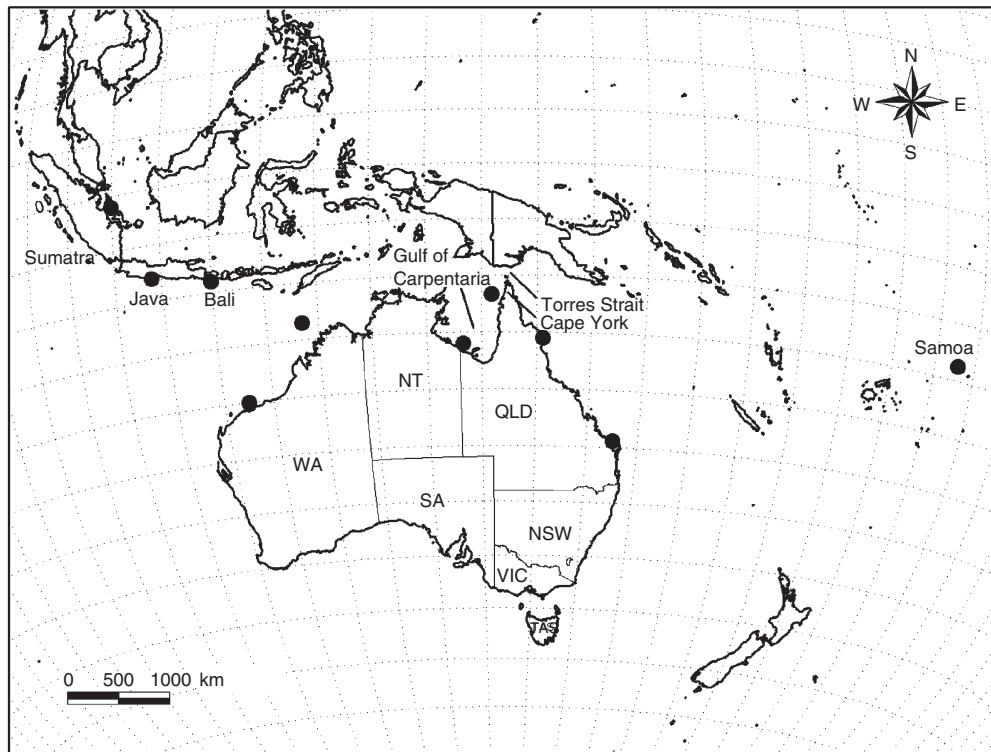 N
W E
S
Sumatra
Java
Bali
Gulf of
Carpentaria
Torres Strait
Cape York
Samoa
NT
QLD
WA
SA
NSW
VIC
TAS
0 500 1000 km